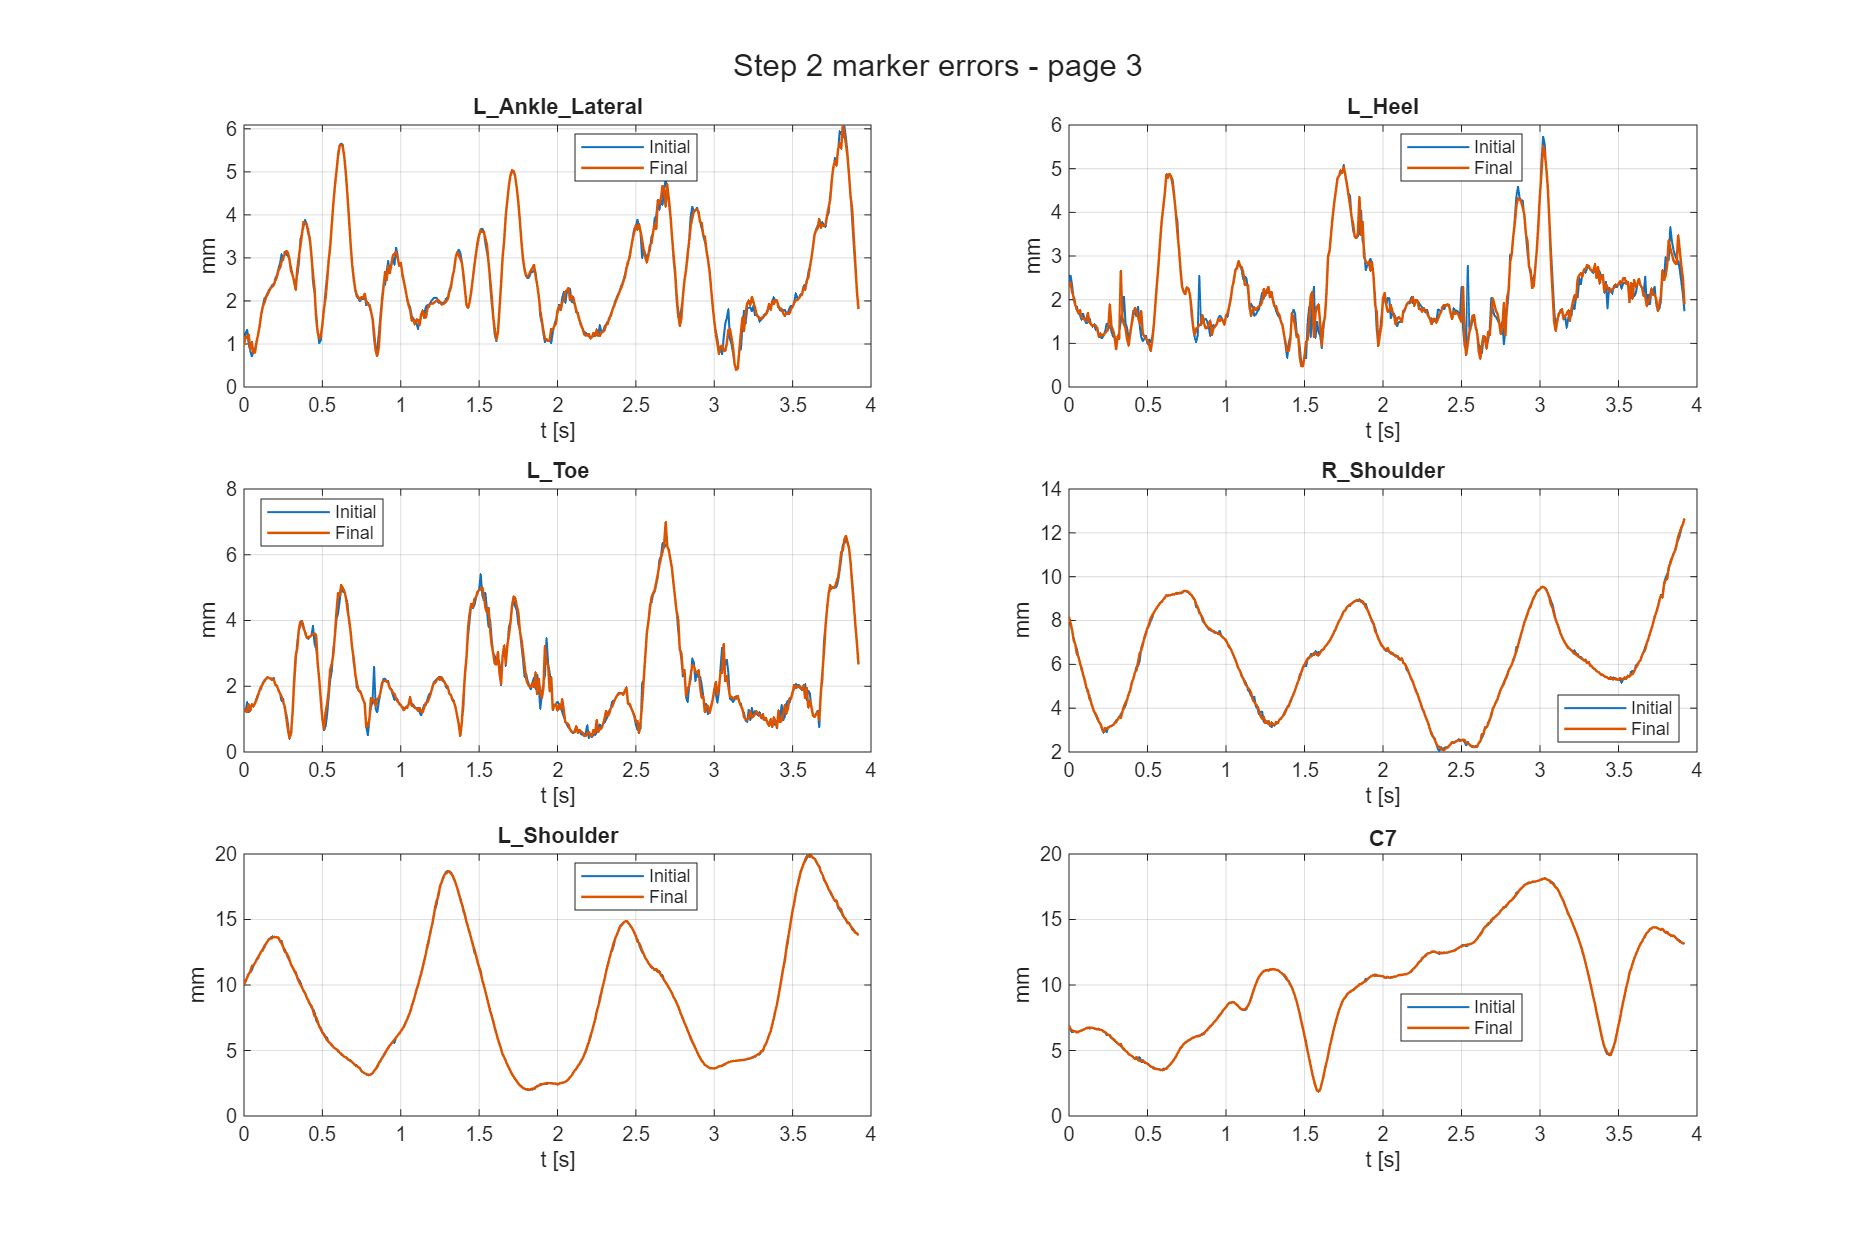 Step 2 marker errors - page 3
L_Ankle_Lateral
6
5
4
3
2
1
0
mm
Initial
Final
0 0.5 1 1.5 2 2.5 3 3.5 4
t [s]
L_Heel
6
5
4
3
2
1
0
mm
Initial
Final
0 0.5 1 1.5 2 2.5 3 3.5 4
t [s]
L_Toe
8
6
4
2
0
mm
Initial
Final
0 0.5 1 1.5 2 2.5 3 3.5 4
t [s]
R_Shoulder
14
12
10
8
6
4
2
mm
Initial
Final
0 0.5 1 1.5 2 2.5 3 3.5 4
t [s]
L_Shoulder
20
15
10
5
0
mm
Initial
Final
0 0.5 1 1.5 2 2.5 3 3.5 4
t [s]
C7
20
15
10
5
0
mm
Initial
Final
0 0.5 1 1.5 2 2.5 3 3.5 4
t [s]